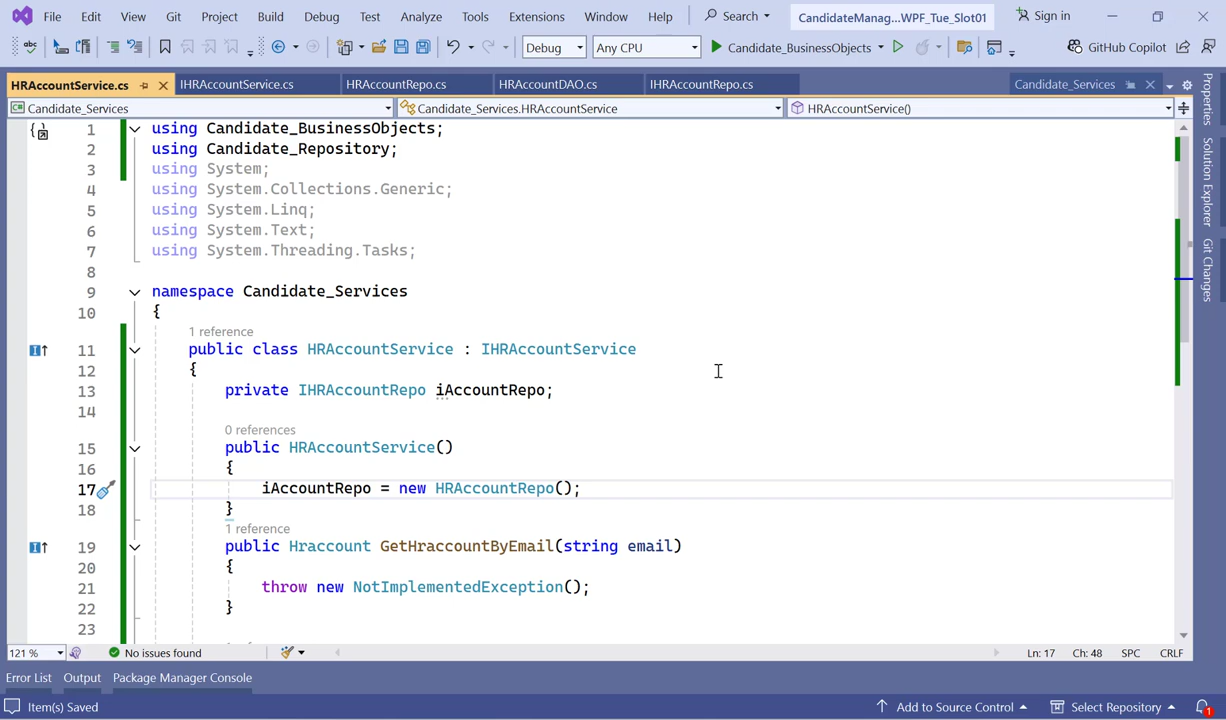 File Edit View Git Project Build Debug Test Analyze Tools Extensions Window Help Search CandidateManag...WPF_Tue_Slot01 Sign in
Debug Any CPU Candidate_BusinessObjects GitHub Copilot
HRAccountService.cs IHRAccountService.cs HRAccountRepo.cs HRAccountDAO.cs IHRAccountRepo.cs Candidate_Services
Candidate_Services Candidate_Services.HRAccountService HRAccountService()
1 using Candidate_BusinessObjects;
2 using Candidate_Repository;
3 using System;
4 using System.Collections.Generic;
5 using System.Linq;
6 using System.Text;
7 using System.Threading.Tasks;
8
9 namespace Candidate_Services
10 {
1 reference
11 public class HRAccountService : IHRAccountService
12 {
13 private IHRAccountRepo iAccountRepo;
14
0 references
15 public HRAccountService()
16 {
17 iAccountRepo = new HRAccountRepo();
18 }
1 reference
19 public Hraccount GetHraccountByEmail(string email)
20 {
21 throw new NotImplementedException();
22 }
23
Properties
Solution Explorer
Git Changes
121 % No issues found Ln: 17 Ch: 48 SPC CRLF
Error List Output Package Manager Console
Item(s) Saved Add to Source Control Select Repository 1